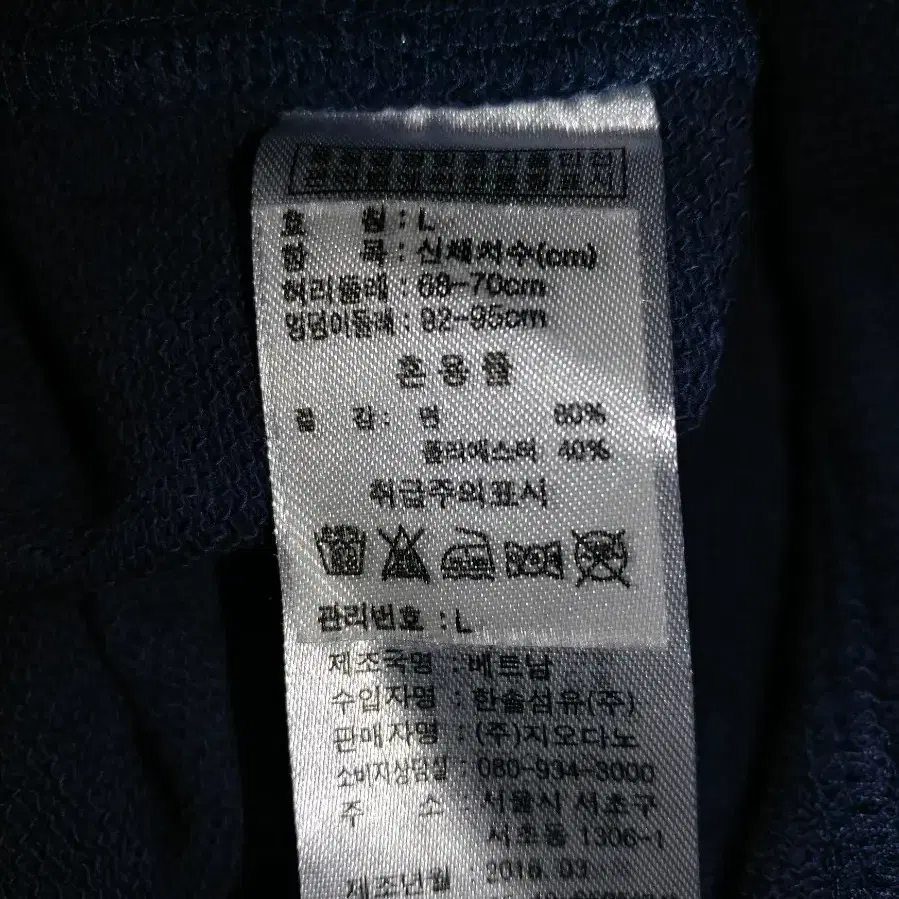 호 칭 : L
항 목 : 신체치수(cm)
허리둘레 : 68-70cm
엉덩이둘레 : 92-95cm
혼용률
겉 감 : 면 60%
폴리에스터 40%
취급주의표시
관리번호 : L
제조국명 : 베트남
수입자명 : 한솔섬유(주)
판매자명 : (주)지오다노
소비자상담실 : 080-934-3000
주 소 : 서울시 서초구
서초동 1306-1
제조년월 2016.03